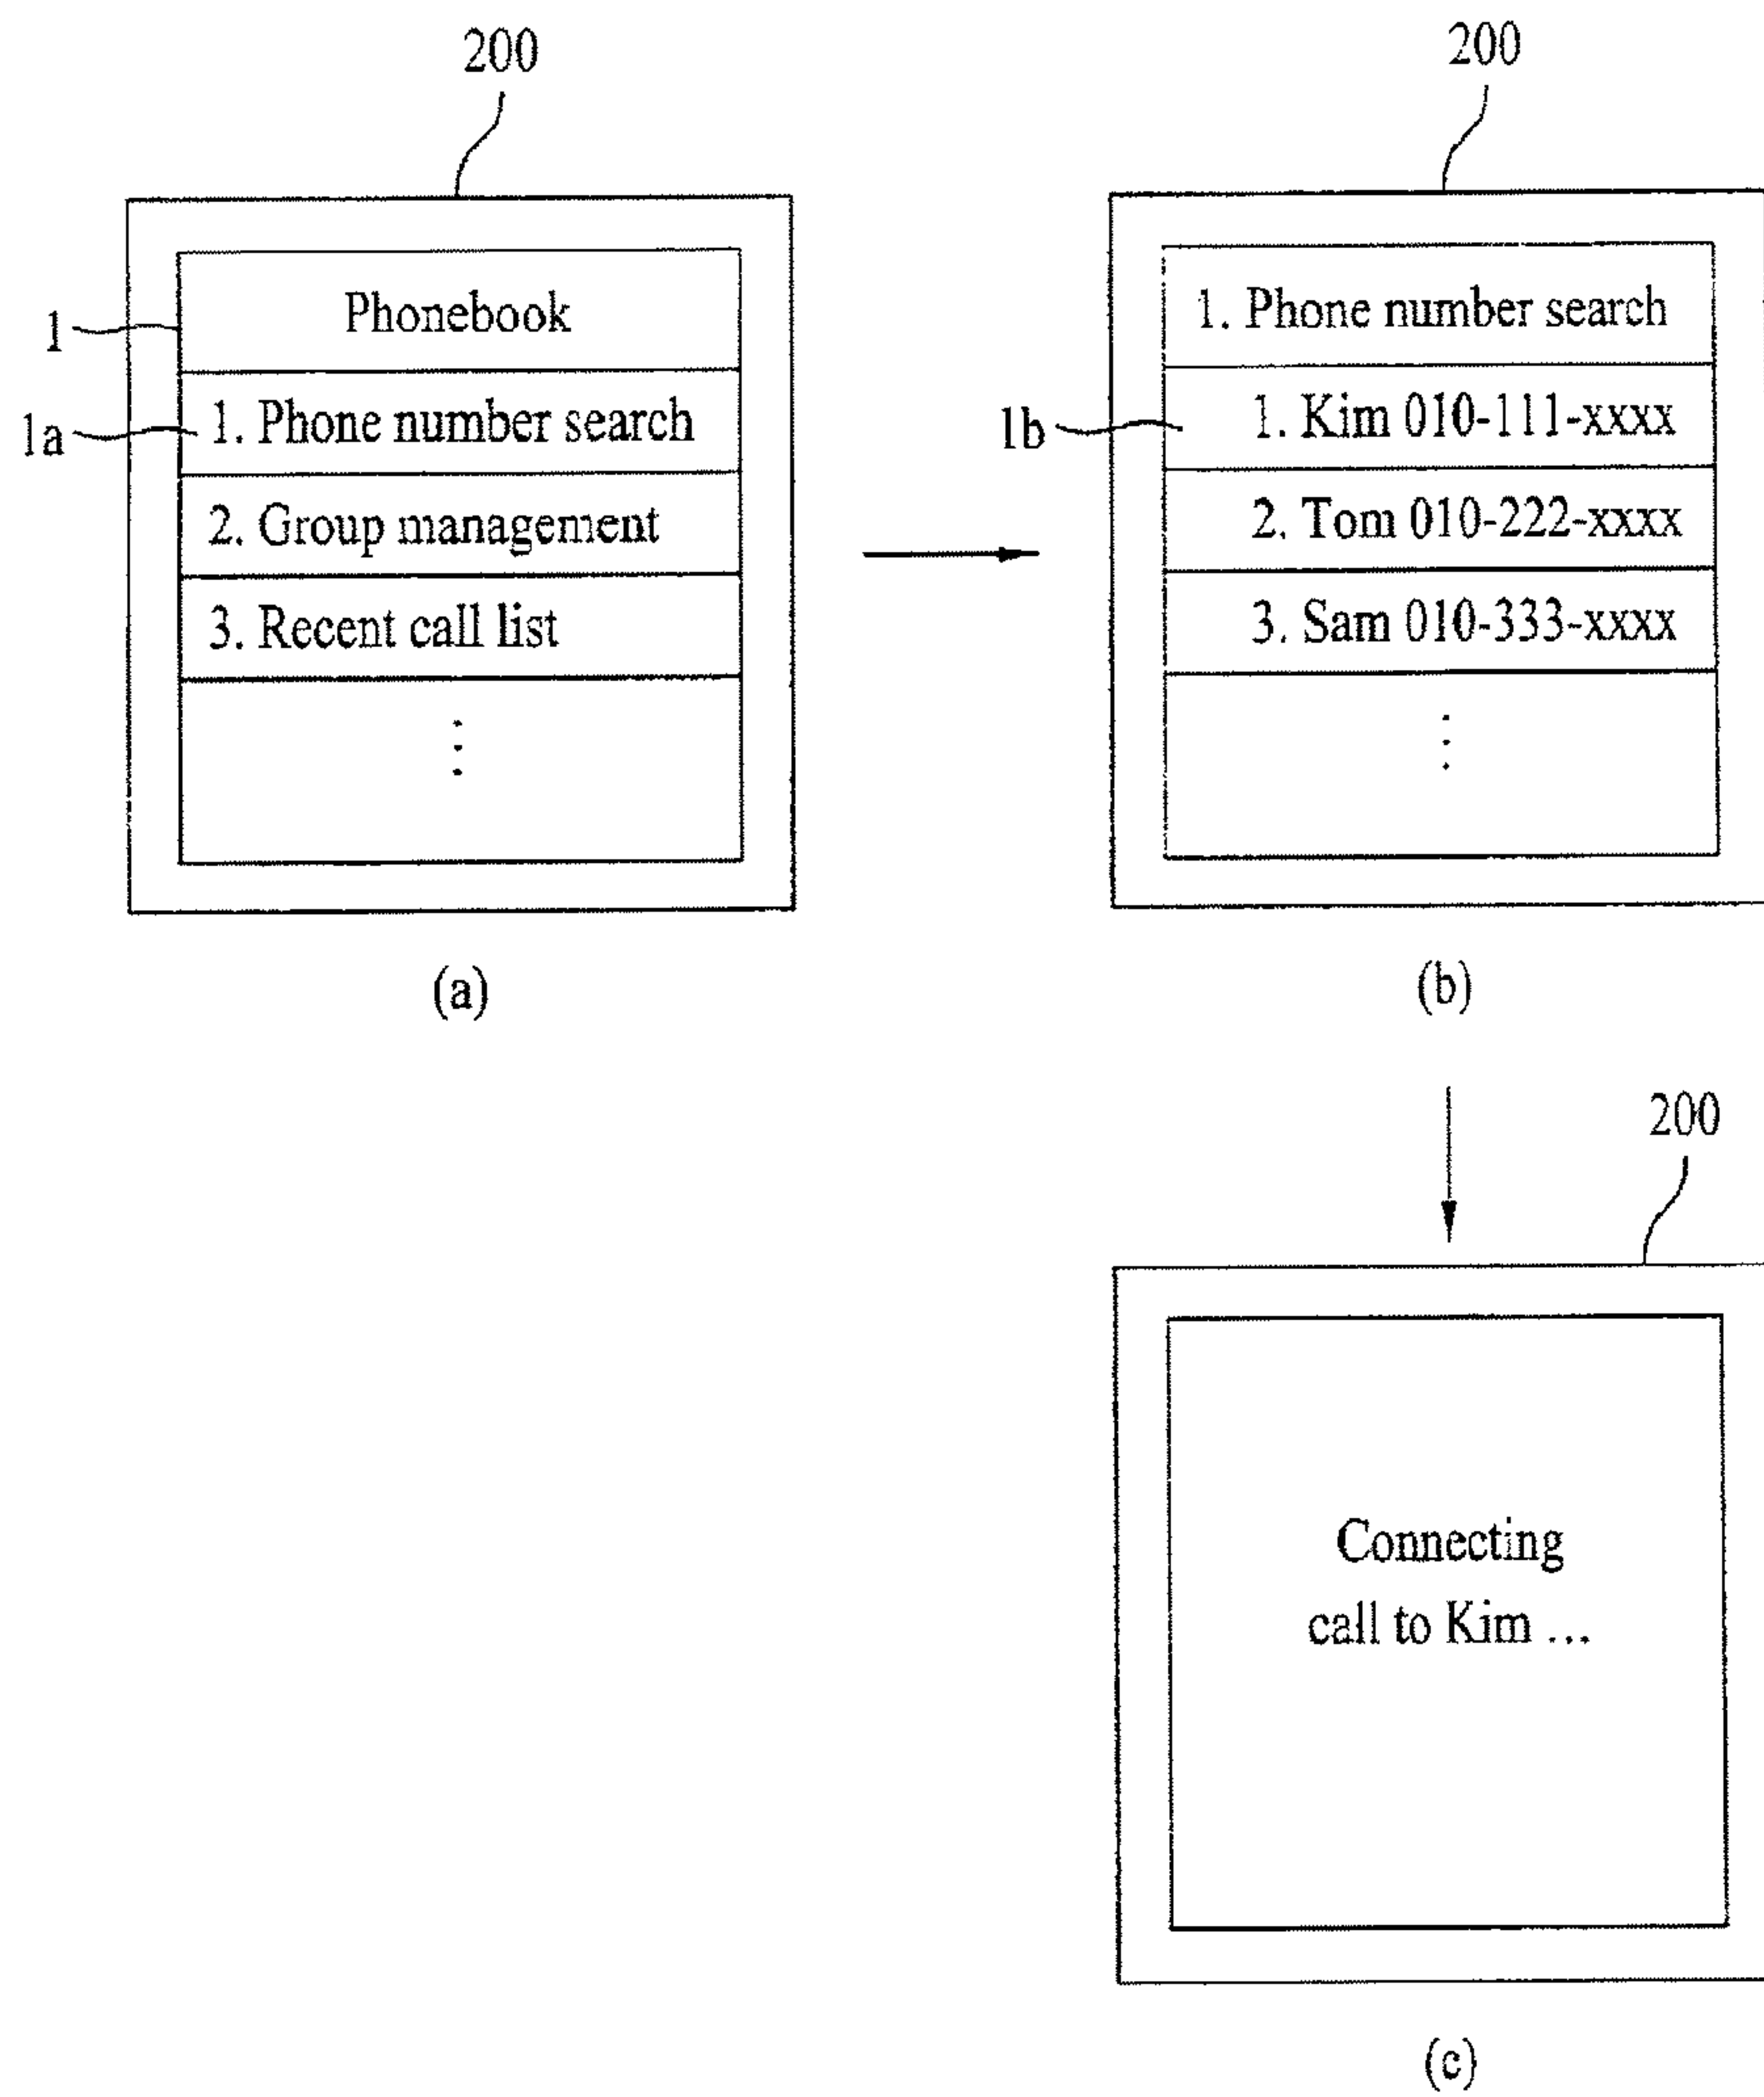 200
Phonebook
1
1. Phone number search
1a
2. Group management
3. Recent call list
(a)
200
1. Phone number search
1. Kim 010-111-xxxx
1b
2. Tom 010-222-xxxx
3. Sam 010-333-xxxx
(b)
200
Connecting
call to Kim ...
(c)